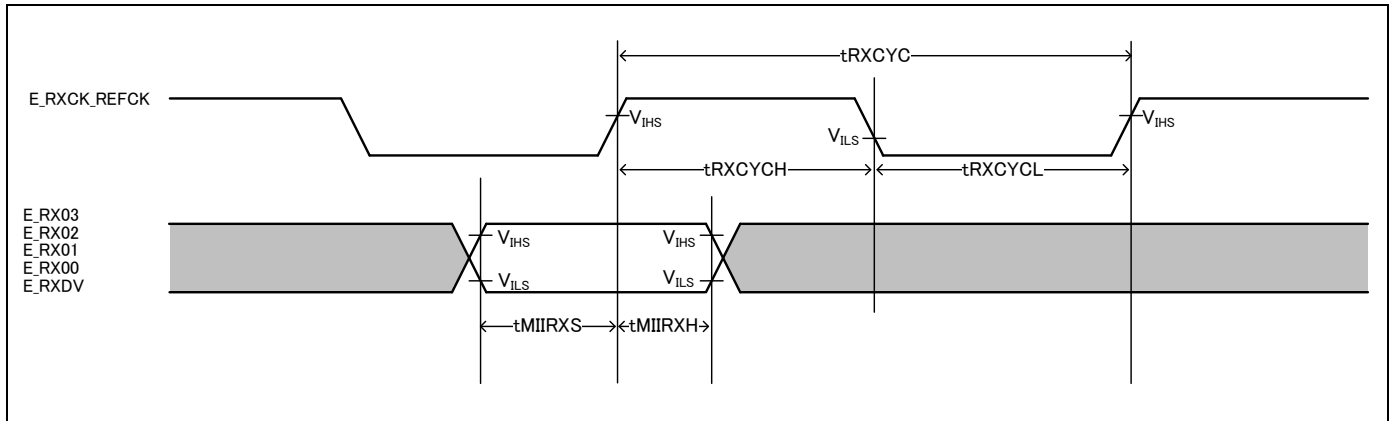 tRXCYC
E_RXCK_REFCK
VIHS
VILS
VIHS
tRXCYCH
tRXCYCL
E_RX03
E_RX02
E_RX01
E_RX00
E_RXDV
VIHS
VIHS
VILS
VILS
tMIIRXS
tMIIRXH